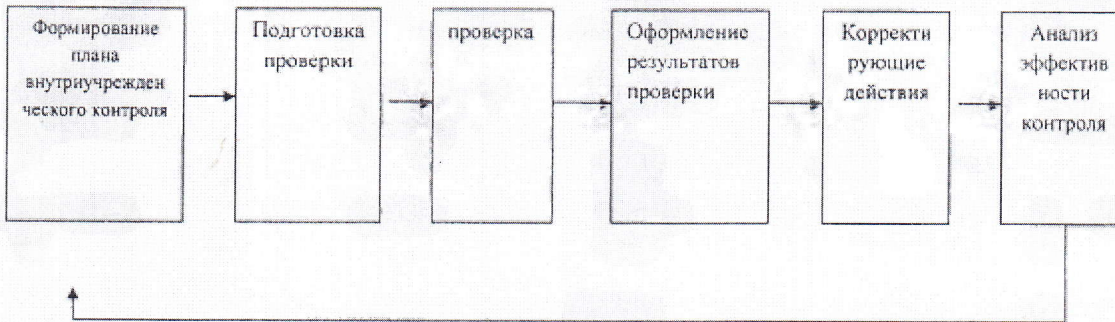 Формирование
плана
внутриучрежден
ческого контроля
Подготовка
проверки
проверка
Оформление
результатов
проверки
Корректи
рующие
действия
Анализ
эффектив
ности
контроля